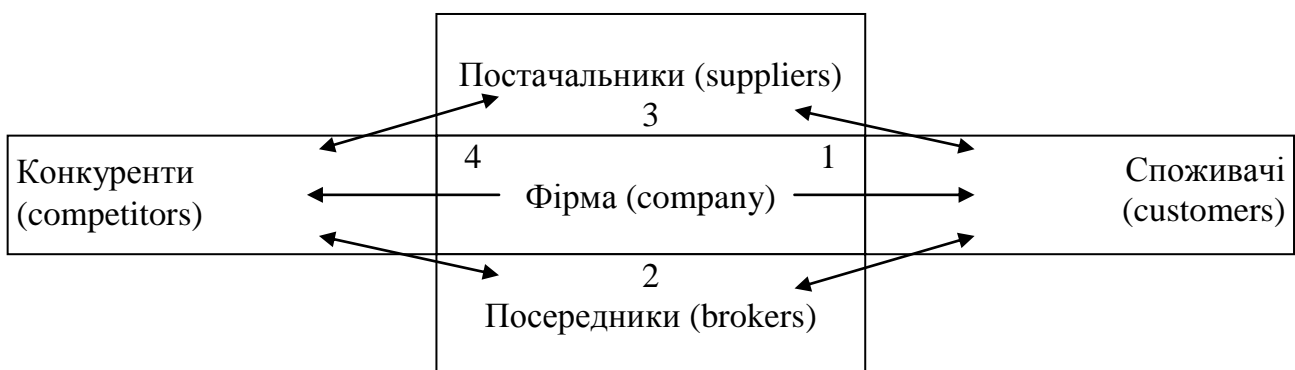 Постачальники (suppliers)
3
4
1
Конкуренти
(competitors)
Фірма (company)
Споживачі
(customers)
2
Посередники (brokers)